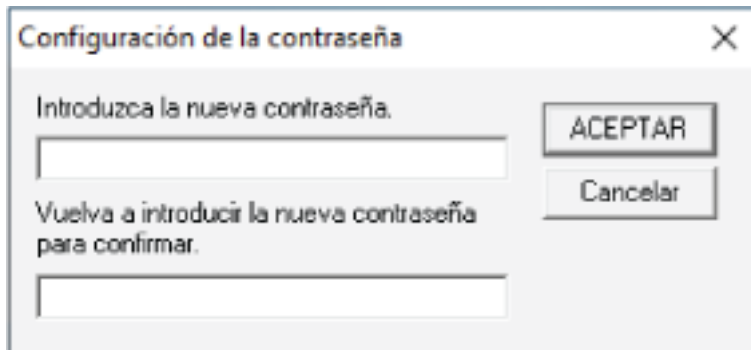 Configuración de la contraseña
Introduzca la nueva contraseña.
ACEPTAR
Cancelar
Vuelva a introducir la nueva contraseña
para confirmar.